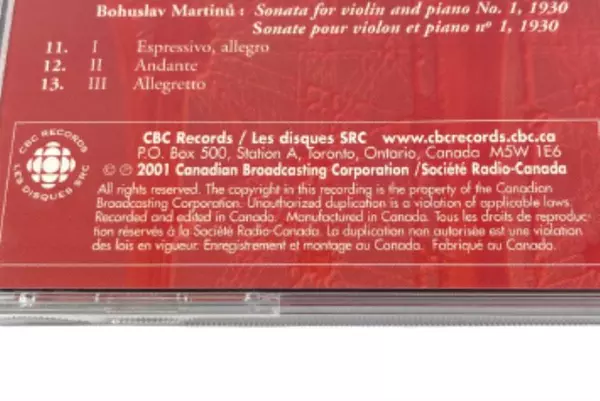 Bohuslav Martinů : Sonata for violin and piano No. 1, 1930
Sonate pour violon et piano nº 1, 1930
11. I Espressivo, allegro
12. II Andante
13. III Allegretto
CBC RECORDS
LES DISQUES SRC
CBC Records / Les disques SRC www.cbcrecords.cbc.ca
P.O. Box 500, Station A, Toronto, Ontario, Canada M5W 1E6
© ℗ 2001 Canadian Broadcasting Corporation /Société Radio-Canada
All rights reserved. The copyright in this recording is the property of the Canadian
Broadcasting Corporation. Unauthorized duplication is a violation of applicable laws.
Recorded and edited in Canada. Manufactured in Canada. Tous les droits de reproduc-
tion réservés à la Société Radio-Canada. La duplication non autorisée est une violation
des lois en vigueur. Enregistrement et montage au Canada. Fabriqué au Canada.